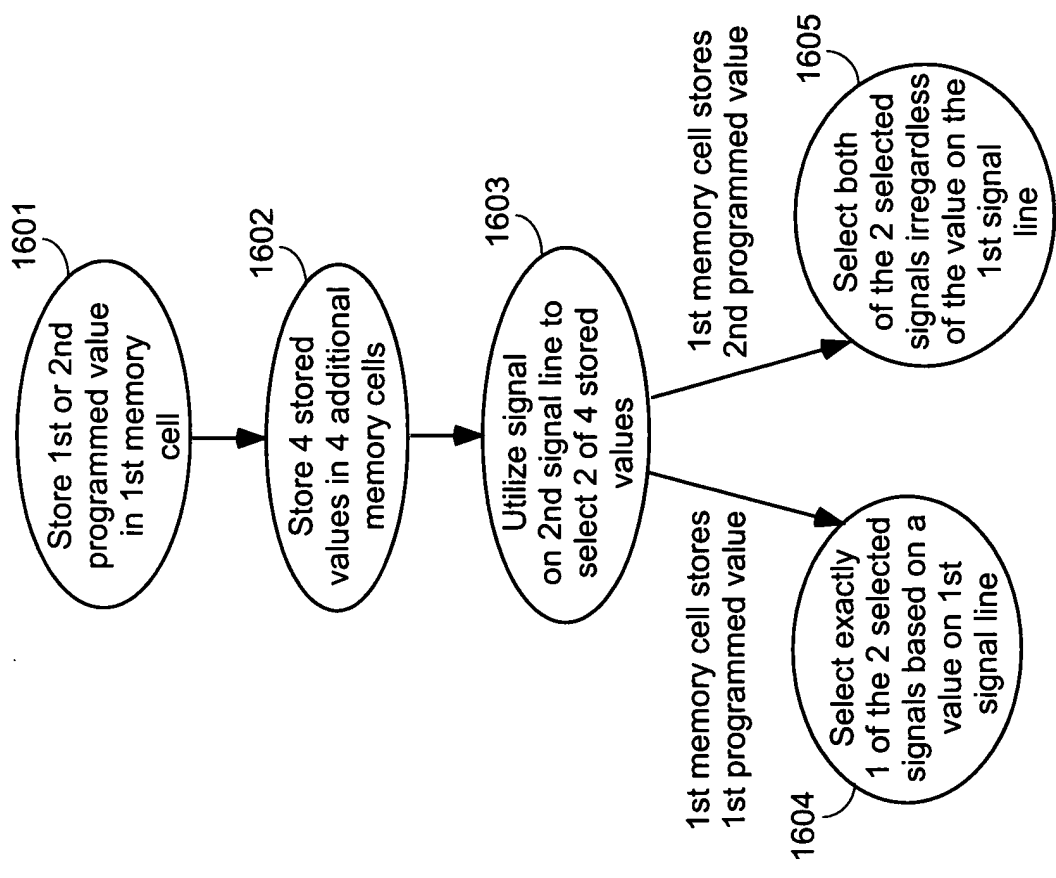 1601
Store 1st or 2nd
programmed value
in 1st memory
cell
1602
Store 4 stored
values in 4 additional
memory cells
1603
Utilize signal
on 2nd signal line to
select 2 of 4 stored
values
1st memory cell stores
1st programmed value
1st memory cell stores
2nd programmed value
1604
Select exactly
1 of the 2 selected
signals based on a
value on 1st
signal line
1605
Select both
of the 2 selected
signals irregardless
of the value on the
1st signal
line